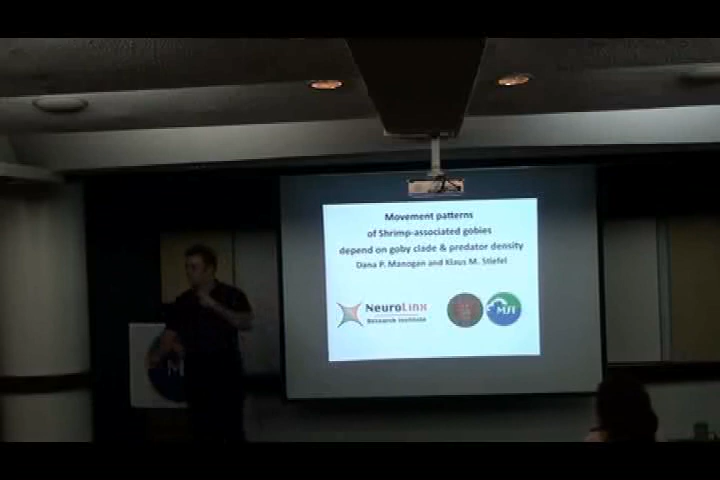 Movement patterns
of Shrimp-associated gobies
depend on goby clade & predator density
Dana P. Manogan and Klaus M. Stiefel
NeuroLinx
Research Institute
MSI
M